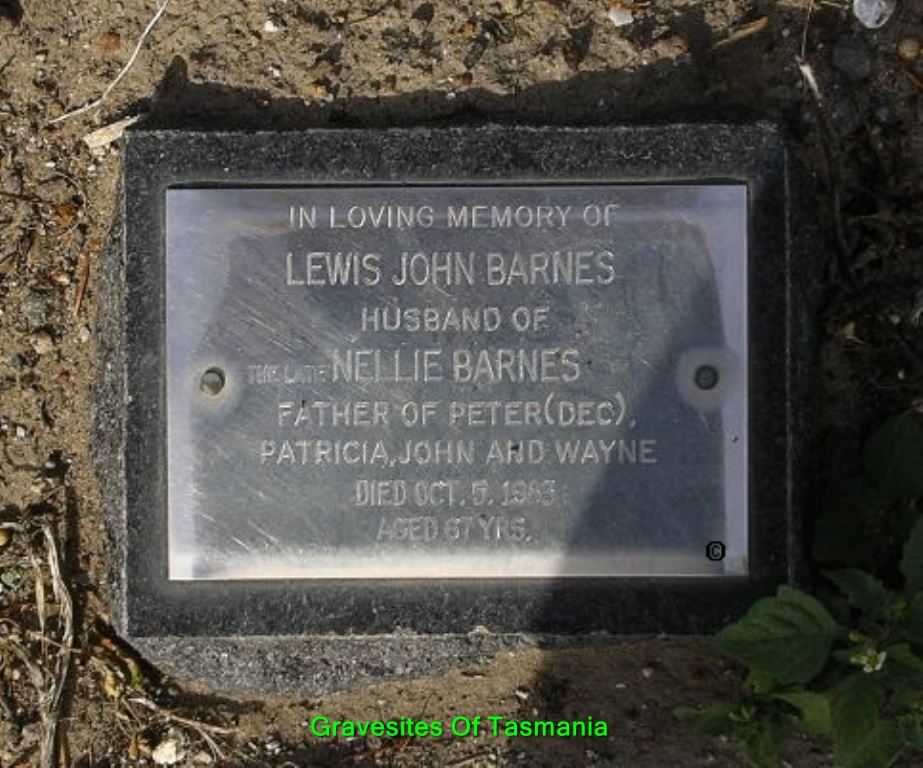 IN LOVING MEMORY OF
LEWIS JOHN BARNES
HUSBAND OF
THE LATE NELLIE BARNES
FATHER OF PETER(DEC),
PATRICIA, JOHN AND WAYNE
DIED OCT. 5. 1983
AGED 67 YRS.
©
Gravesites Of Tasmania